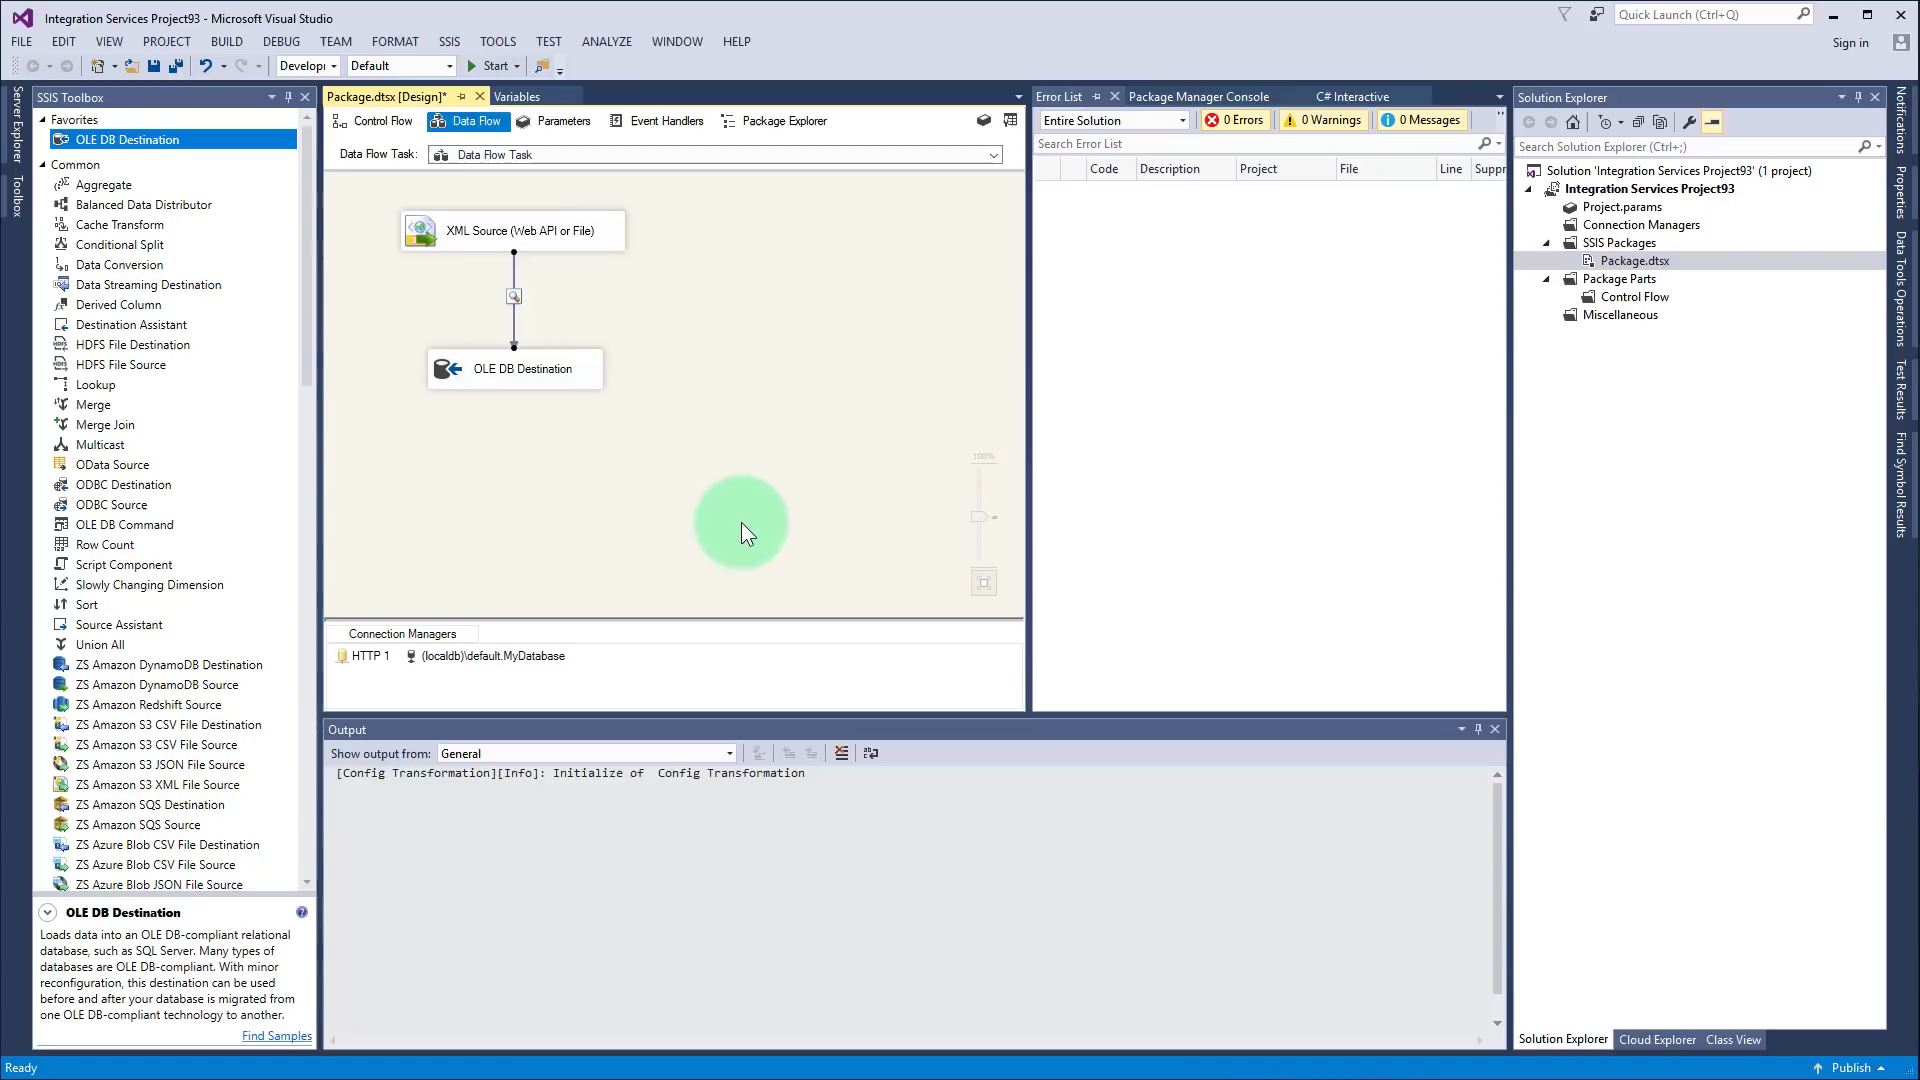 Integration Services Project93 - Microsoft Visual Studio
Quick Launch (Ctrl+Q)
FILE EDIT VIEW PROJECT BUILD DEBUG TEAM FORMAT SSIS TOOLS TEST ANALYZE WINDOW HELP
Sign in
Develop Default Start
Server Explorer
Toolbox
SSIS Toolbox
Favorites
OLE DB Destination
Common
Aggregate
Balanced Data Distributor
Cache Transform
Conditional Split
Data Conversion
Data Streaming Destination
Derived Column
Destination Assistant
HDFS File Destination
HDFS File Source
Lookup
Merge
Merge Join
Multicast
OData Source
ODBC Destination
ODBC Source
OLE DB Command
Row Count
Script Component
Slowly Changing Dimension
Sort
Source Assistant
Union All
ZS Amazon DynamoDB Destination
ZS Amazon DynamoDB Source
ZS Amazon Redshift Source
ZS Amazon S3 CSV File Destination
ZS Amazon S3 CSV File Source
ZS Amazon S3 JSON File Source
ZS Amazon S3 XML File Source
ZS Amazon SQS Destination
ZS Amazon SQS Source
ZS Azure Blob CSV File Destination
ZS Azure Blob CSV File Source
ZS Azure Blob JSON File Source
OLE DB Destination
Loads data into an OLE DB-compliant relational
database, such as SQL Server. Many types of
databases are OLE DB-compliant. With minor
reconfiguration, this destination can be used
before and after your database is migrated from
one OLE DB-compliant technology to another.
Find Samples
Package.dtsx [Design]* Variables
Control Flow Data Flow Parameters Event Handlers Package Explorer
Data Flow Task: Data Flow Task
XML Source (Web API or File)
OLE DB Destination
100%
Connection Managers
HTTP 1 (localdb)\default.MyDatabase
Error List Package Manager Console C# Interactive
Entire Solution 0 Errors 0 Warnings 0 Messages
Search Error List
Code Description Project File Line Suppr
Output
Show output from: General
[Config Transformation][Info]: Initialize of  Config Transformation
Solution Explorer
Search Solution Explorer (Ctrl+;)
Solution 'Integration Services Project93' (1 project)
Integration Services Project93
Project.params
Connection Managers
SSIS Packages
Package.dtsx
Package Parts
Control Flow
Miscellaneous
Solution Explorer Cloud Explorer Class View
Notifications
Properties
Data Tools Operations
Test Results
Find Symbol Results
Ready
Publish